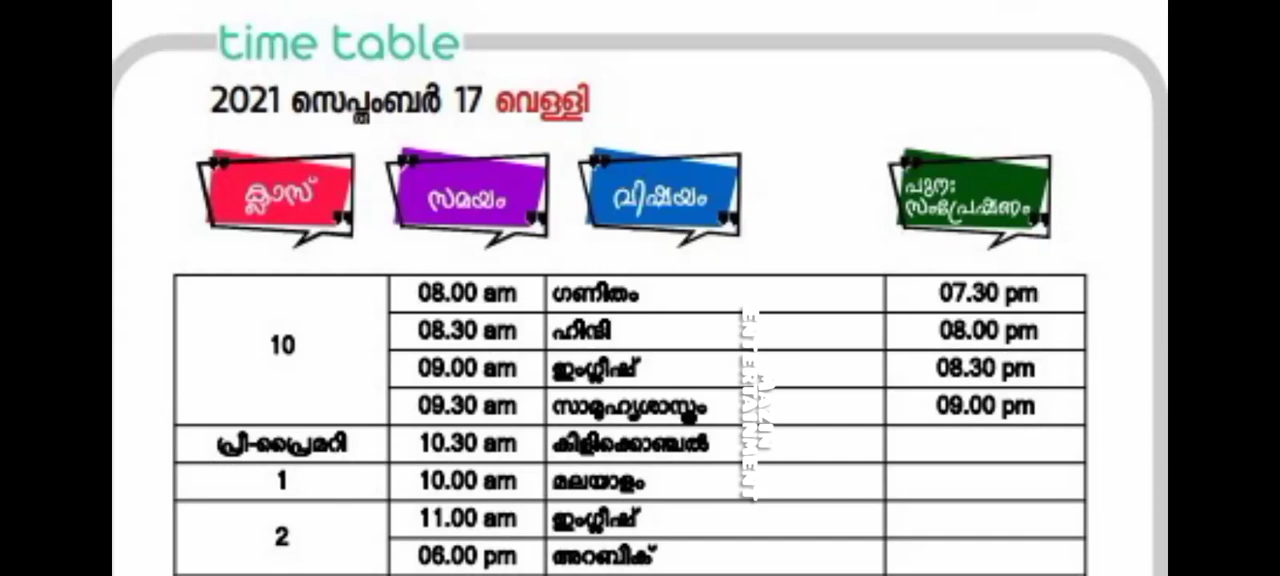 time table
2021 സെപ്തംബർ 17 വെള്ളി
ക്ലാസ് സമയം വിഷയം പുന: സംപ്രേഷണം
10
08.00 am ഗണിതം 07.30 pm
08.30 am ഹിന്ദി 08.00 pm
09.00 am ഇംഗ്ലീഷ് 08.30 pm
09.30 am സാമൂഹ്യശാസ്ത്രം 09.00 pm
പ്രീ-പ്രൈമറി 10.30 am കിളിക്കൊഞ്ചൽ
1 10.00 am മലയാളം
2
11.00 am ഇംഗ്ലീഷ്
06.00 pm അറബിക്
ENTERTAINMENT